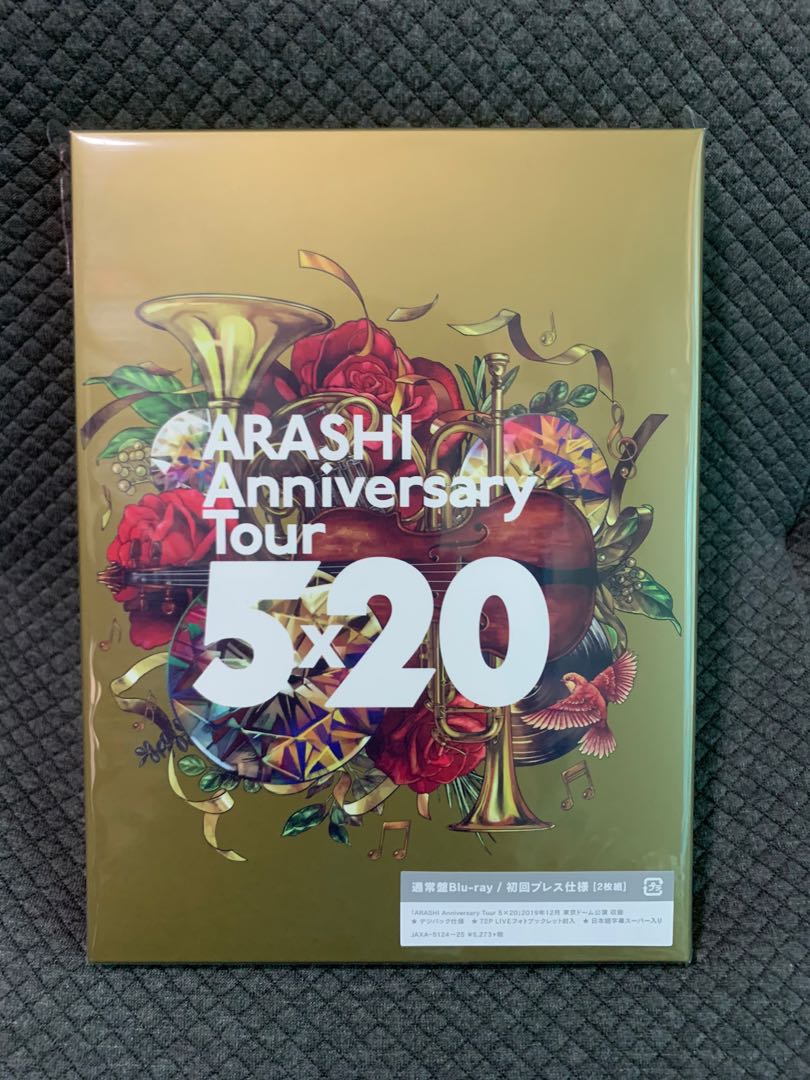 ARASHI
Anniversary
Tour
5×20
通常盤Blu-ray / 初回プレス仕様 [2枚組]
「ARASHI Anniversary Tour 5×20」2019年12月 東京ドーム公演 収録
★ デジパック仕様 ★ 72P LIVEフォトブックレット封入 ★ 日本語字幕スーパー入り
JAXA-5124〜25 ¥5,273+税
プラ